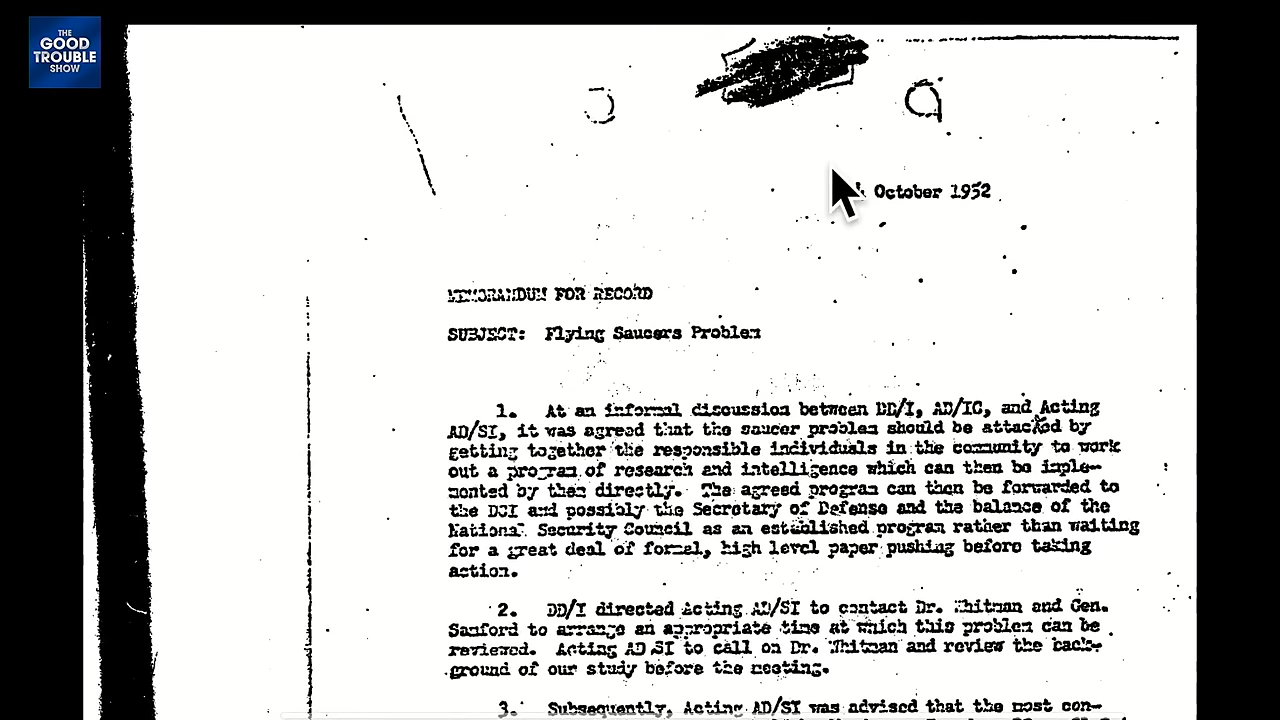 THE
GOOD
TROUBLE
SHOW
October 1952
MEMORANDUM FOR RECORD
SUBJECT: Flying Saucers Problem
1. At an informal discussion between DD/I, AD/IC, and Acting
AD/SI, it was agreed that the saucer problem should be attacked by
getting together the responsible individuals in the community to work
out a program of research and intelligence which can then be imple-
mented by them directly. The agreed program can then be forwarded to
the DCI and possibly the Secretary of Defense and the balance of the
National Security Council as an established program rather than waiting
for a great deal of formal, high level paper pushing before taking
action.
2. DD/I directed Acting AD/SI to contact Dr. Whitman and Gen.
Samford to arrange an appropriate time at which this problem can be
reviewed. Acting AD/SI to call on Dr. Whitman and review the back-
ground of our study before the meeting.
3. Subsequently, Acting AD/SI was advised that the most con-